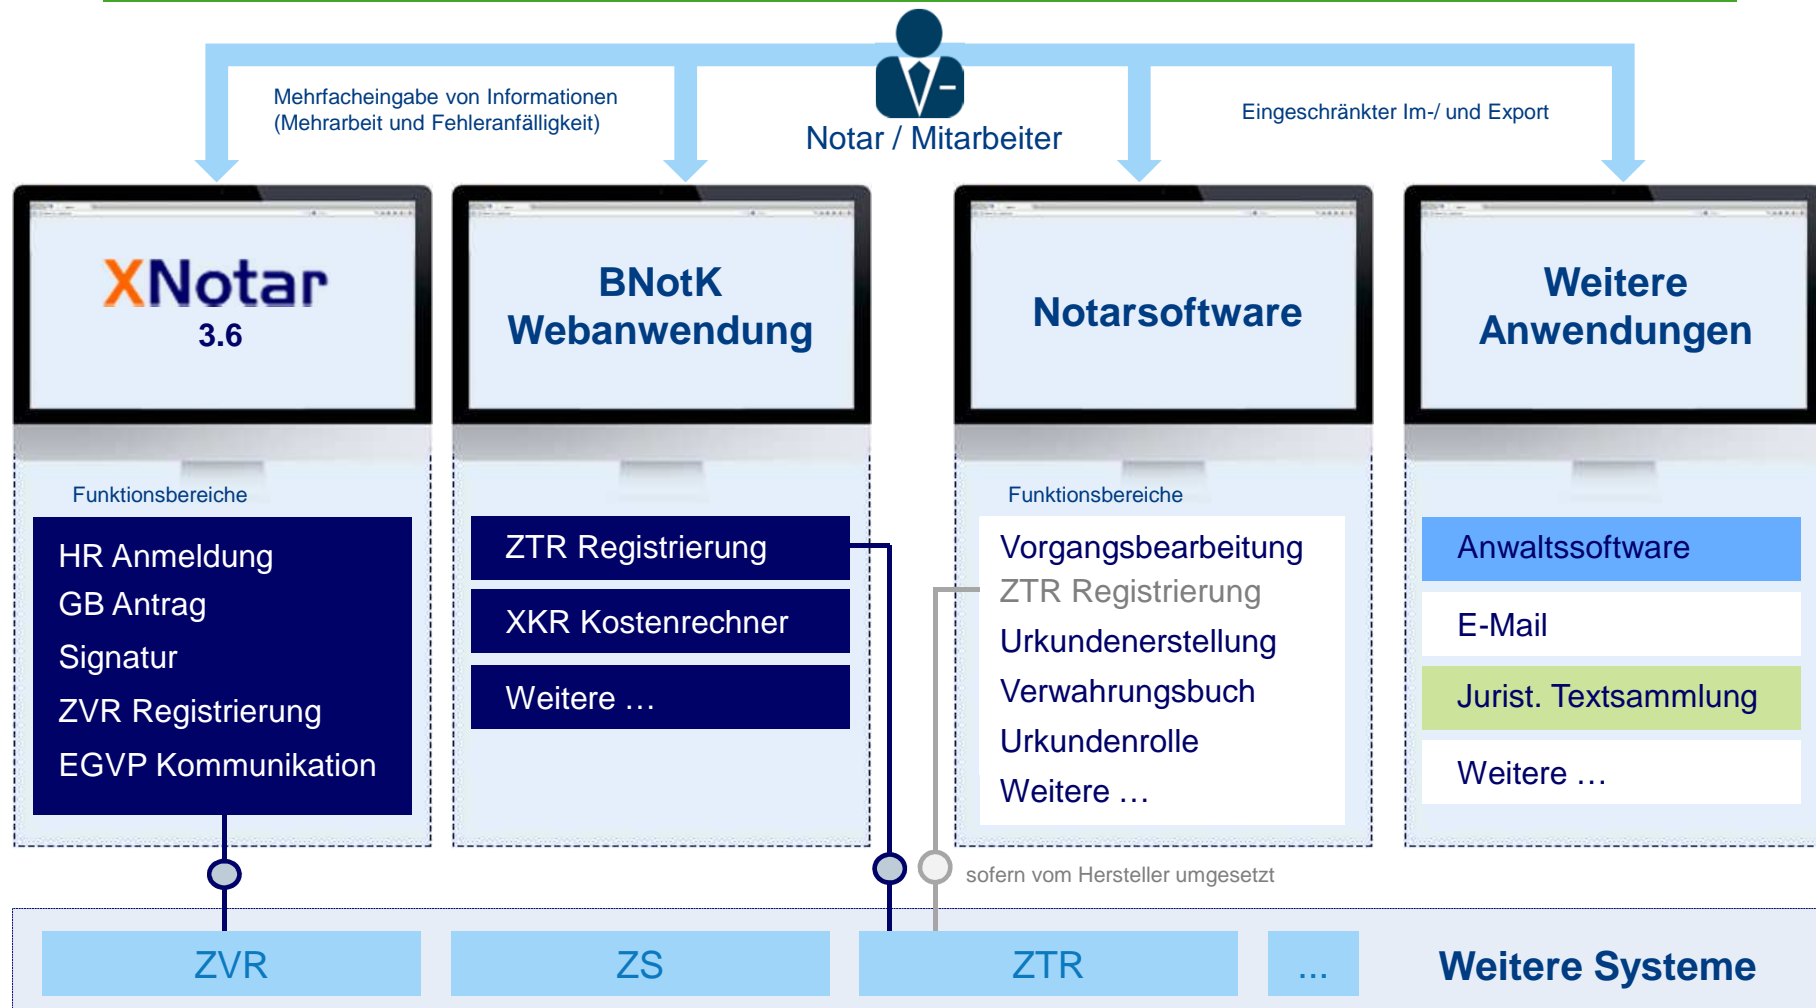 Mehrfacheingabe von Informationen
(Mehrarbeit und Fehleranfälligkeit)
Notar / Mitarbeiter
Eingeschränkter Im-/ und Export
XNotar
3.6
BNotK
Webanwendung
Notarsoftware
Weitere
Anwendungen
Funktionsbereiche
HR Anmeldung
GB Antrag
Signatur
ZVR Registrierung
EGVP Kommunikation
ZTR Registrierung
XKR Kostenrechner
Weitere …
Funktionsbereiche
Vorgangsbearbeitung
ZTR Registrierung
Urkundenerstellung
Verwahrungsbuch
Urkundenrolle
Weitere …
Anwaltssoftware
E-Mail
Jurist. Textsammlung
Weitere …
sofern vom Hersteller umgesetzt
ZVR
ZS
ZTR
...
Weitere Systeme